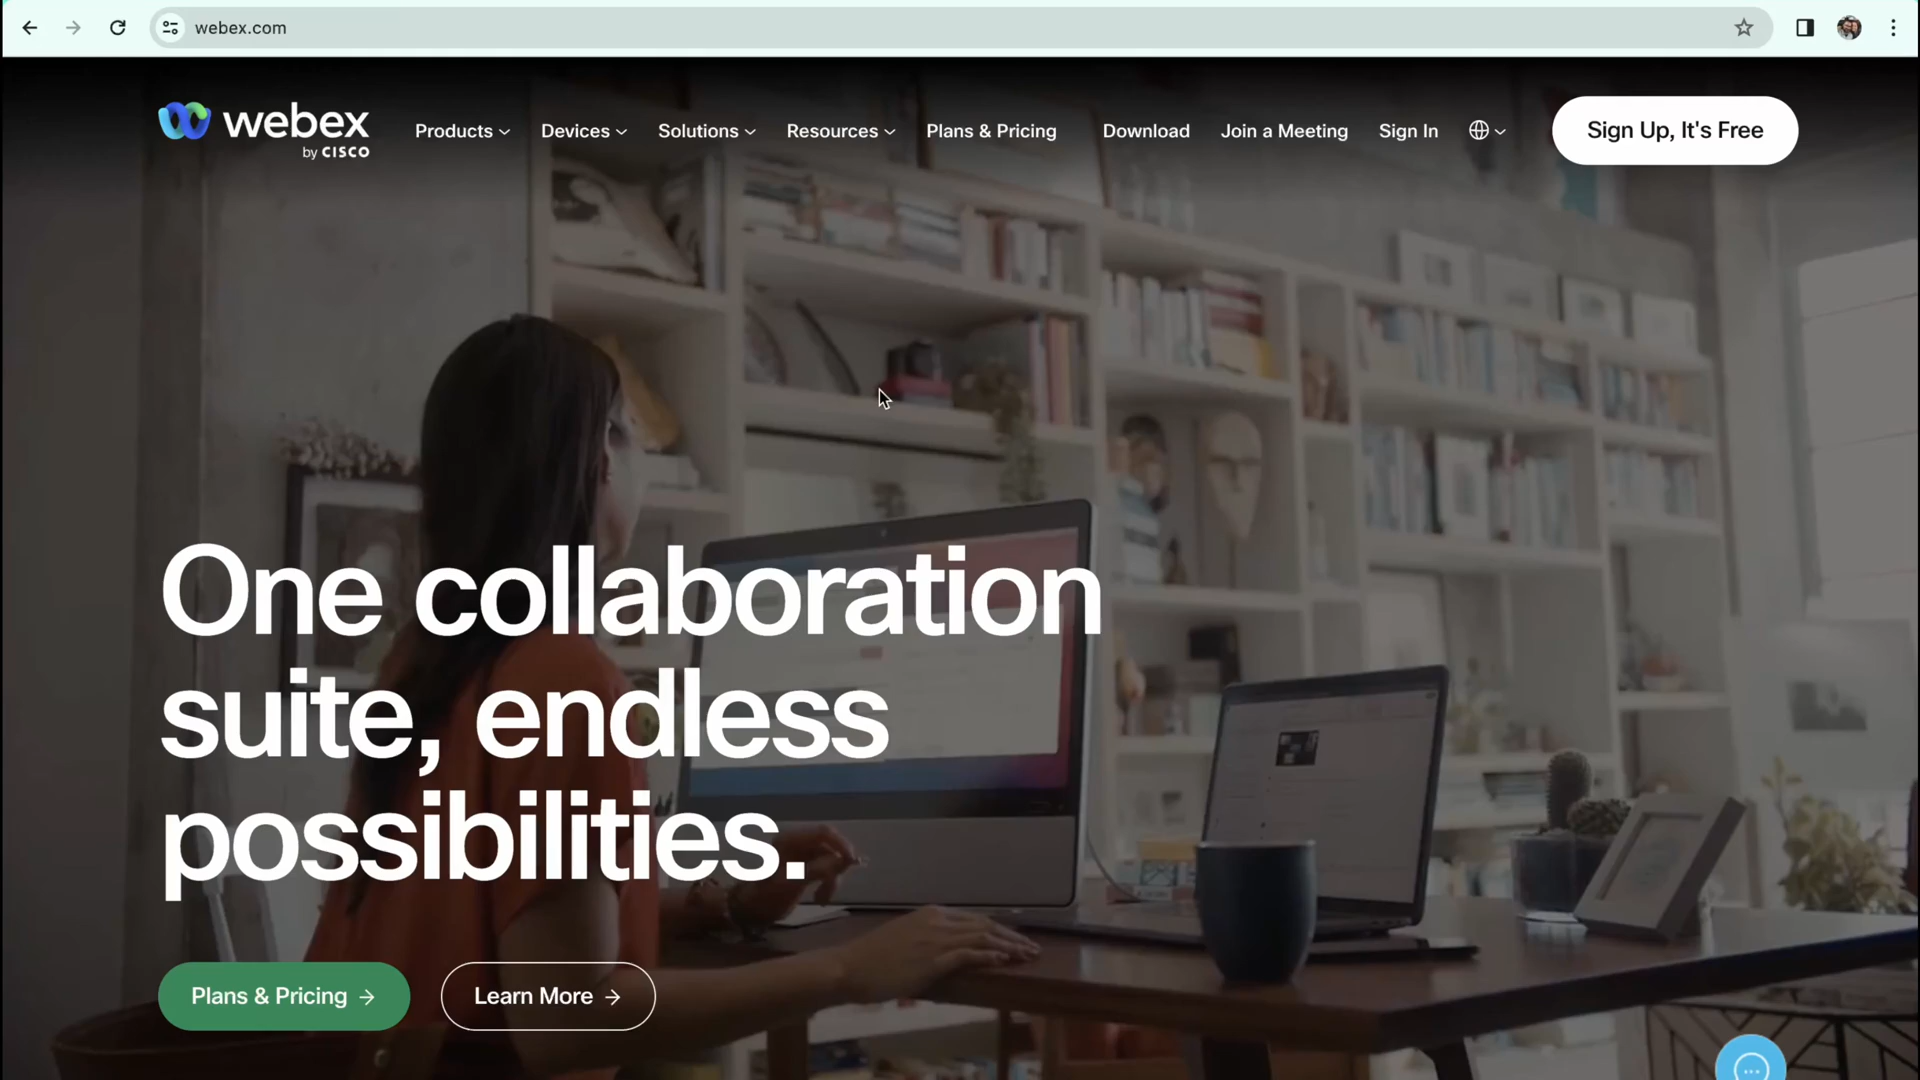 webex.com
webex
by CISCO
Products
Devices
Solutions
Resources
Plans & Pricing
Download
Join a Meeting
Sign In
Sign Up, It's Free
One collaboration
suite, endless
possibilities.
Plans & Pricing →
Learn More →